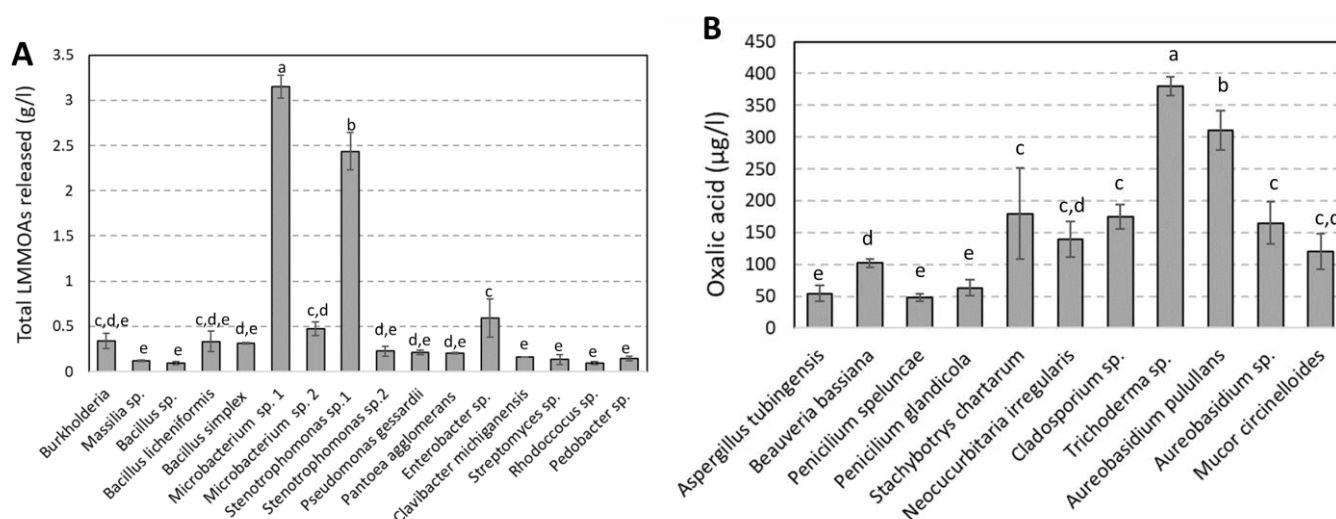 A
Total LMMOAs released (g/l)
3.5
3
2.5
2
1.5
1
0.5
0
c,d,e
e
e
c,d,e
d,e
a
c,d
b
d,e
d,e
d,e
c
e
e
e
e
Burkholderia
Massilia sp.
Bacillus sp.
Bacillus licheniformis
Bacillus simplex
Microbacterium sp. 1
Microbacterium sp. 2
Stenotrophomonas sp.1
Stenotrophomonas sp.2
Pseudomonas gessardii
Pantoea agglomerans
Enterobacter sp.
Clavibacter michiganensis
Streptomyces sp.
Rhodoccocus sp.
Pedobacter sp.
B
Oxalic acid (µg/l)
450
400
350
300
250
200
150
100
50
0
e
d
e
e
c
c,d
c
a
b
c
c,d
Aspergillus tubingensis
Beauveria bassiana
Penicillium speluncae
Penicillium glandicola
Stachybotrys chartarum
Neocucurbitaria irregularis
Cladosporium sp.
Trichoderma sp.
Aureobasidium pulullans
Aureobasidium sp.
Mucor circinelloides